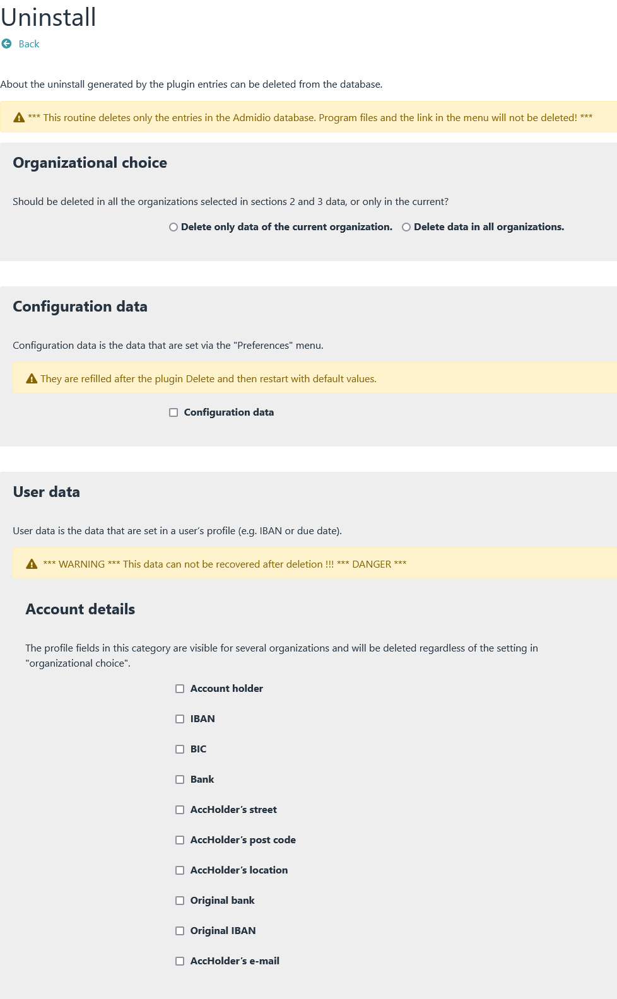 Uninstall
Back
About the uninstall generated by the plugin entries can be deleted from the database.
*** This routine deletes only the entries in the Admidio database. Program files and the link in the menu will not be deleted! ***
Organizational choice
Should be deleted in all the organizations selected in sections 2 and 3 data, or only in the current?
Delete only data of the current organization. Delete data in all organizations.
Configuration data
Configuration data is the data that are set via the "Preferences" menu.
They are refilled after the plugin Delete and then restart with default values.
Configuration data
User data
User data is the data that are set in a user’s profile (e.g. IBAN or due date).
*** WARNING *** This data can not be recovered after deletion !!! *** DANGER ***
Account details
The profile fields in this category are visible for several organizations and will be deleted regardless of the setting in
"organizational choice".
Account holder
IBAN
BIC
Bank
AccHolder’s street
AccHolder’s post code
AccHolder’s location
Original bank
Original IBAN
AccHolder’s e-mail